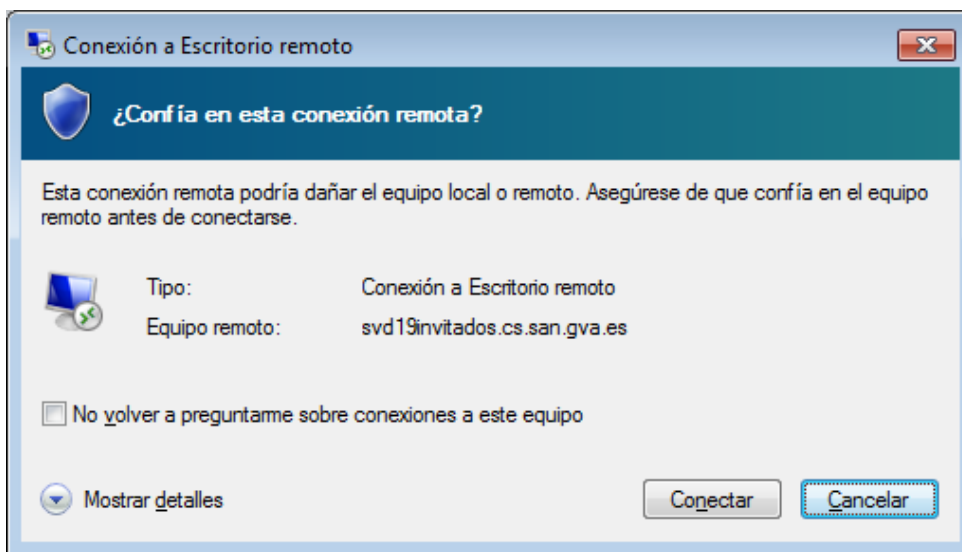 Conexión a Escritorio remoto
¿Confía en esta conexión remota?
Esta conexión remota podría dañar el equipo local o remoto. Asegúrese de que confía en el equipo
remoto antes de conectarse.
Tipo: Conexión a Escritorio remoto
Equipo remoto: svd19invitados.cs.san.gva.es
No volver a preguntarme sobre conexiones a este equipo
Mostrar detalles Conectar Cancelar